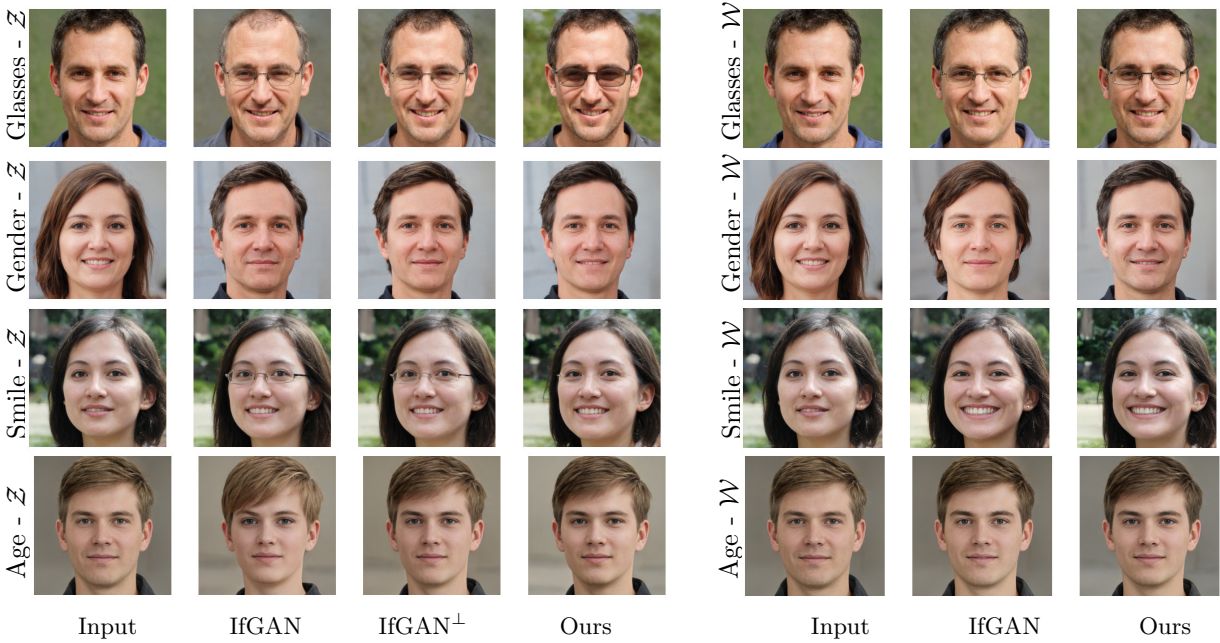 Glasses - 𝒵
Glasses - 𝒲
Gender - 𝒵
Gender - 𝒲
Smile - 𝒵
Smile - 𝒲
Age - 𝒵
Age - 𝒲
Input IfGAN IfGAN⊥ Ours Input IfGAN Ours